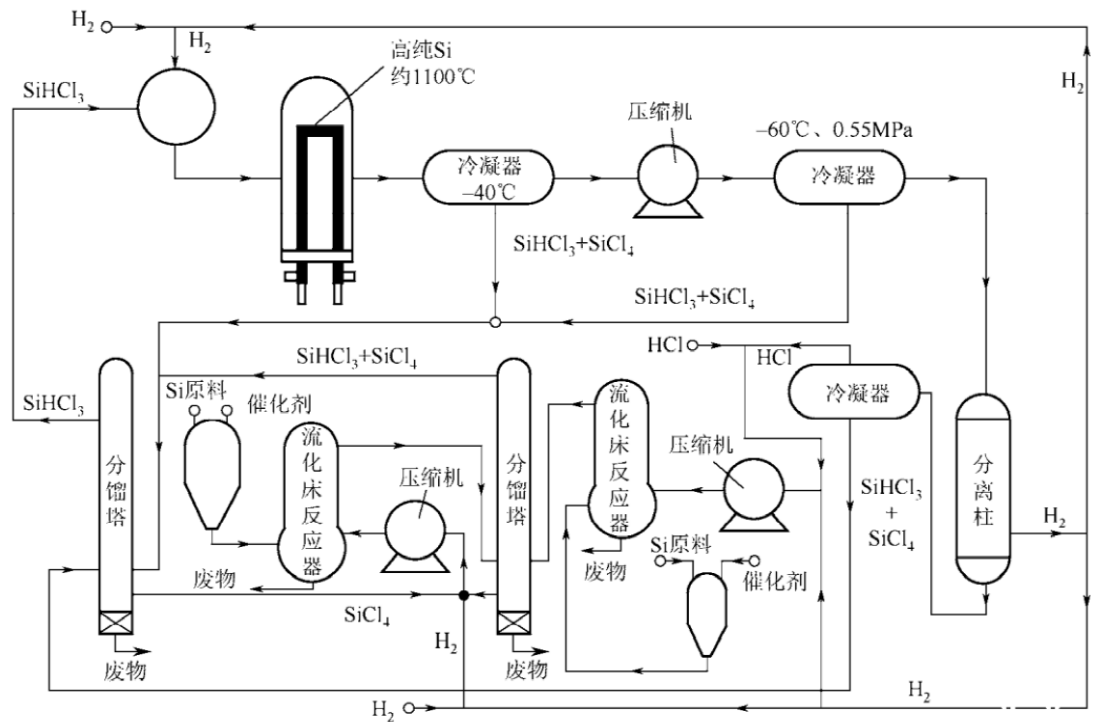 H₂
H₂
高纯Si
约1100℃
SiHCl₃
压缩机
–60℃、0.55MPa
H₂
冷凝器
–40℃
冷凝器
SiHCl₃+SiCl₄
SiHCl₃+SiCl₄
HCl
HCl
SiHCl₃+SiCl₄
Si原料
催化剂
SiHCl₃
冷凝器
流化床反应器
压缩机
分馏塔
流化床反应器
压缩机
分馏塔
SiHCl₃
+
SiCl₄
分离柱
H₂
Si原料
催化剂
废物
废物
SiCl₄
H₂
废物
废物
H₂
H₂